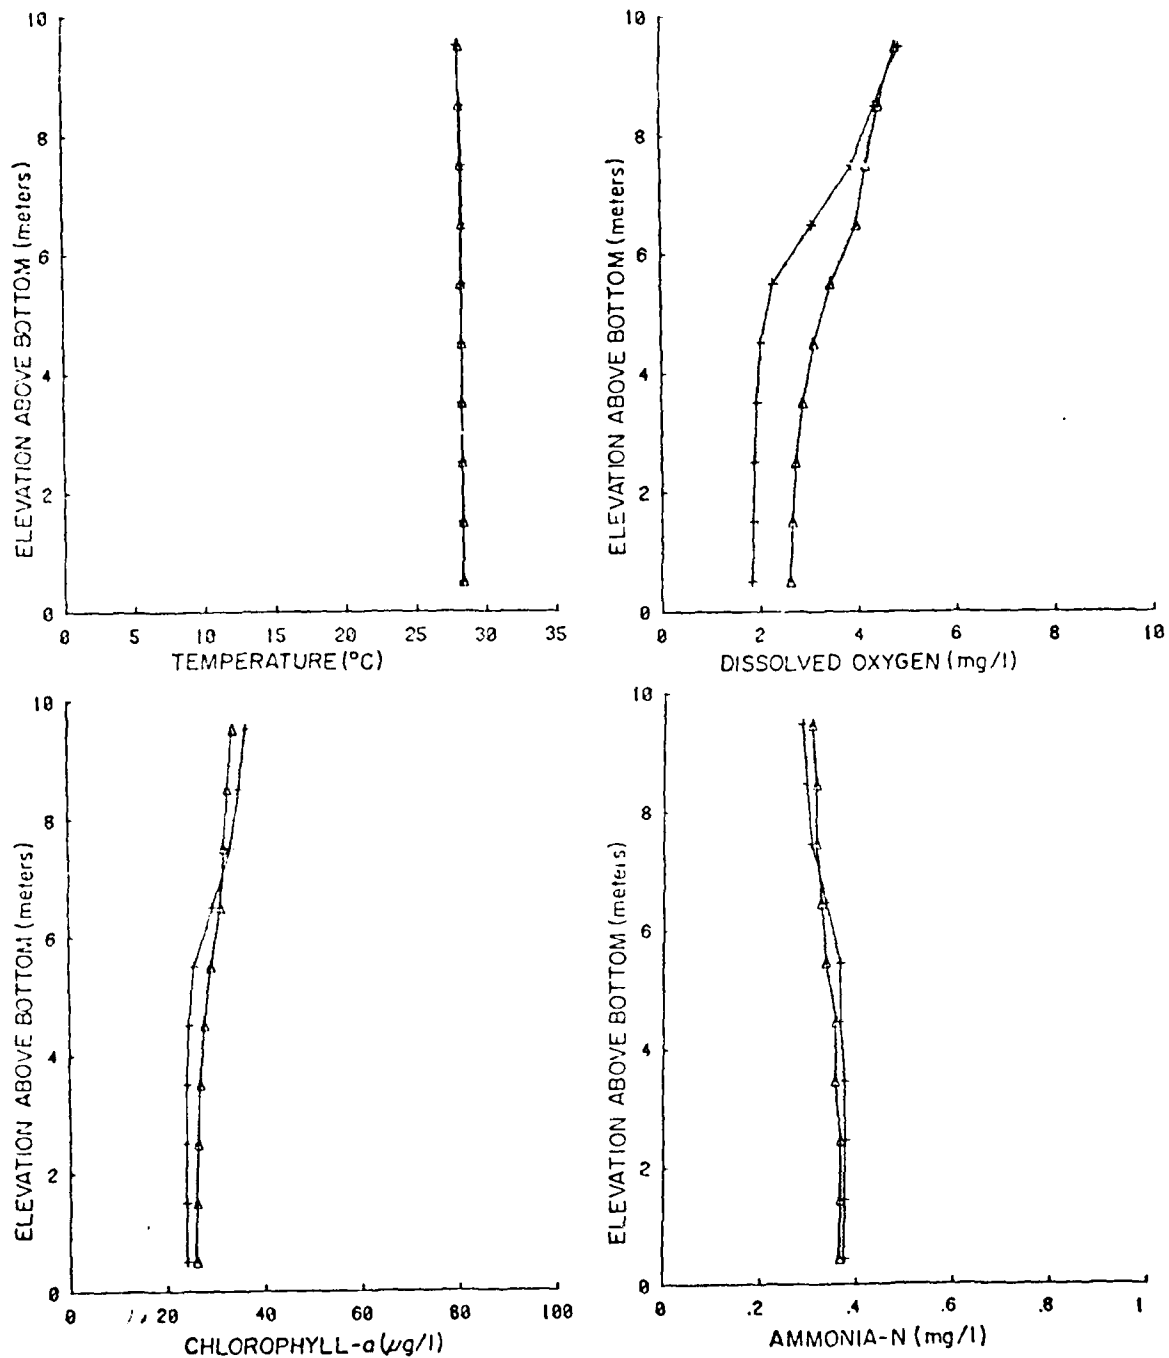 10
8
6
4
2
0
ELEVATION ABOVE BOTTOM (meters)
0 5 10 15 20 25 30 35
TEMPERATURE (°C)
10
8
6
4
2
0
ELEVATION ABOVE BOTTOM (meters)
0 2 4 6 8 10
DISSOLVED OXYGEN (mg/l)
10
8
6
4
2
0
ELEVATION ABOVE BOTTOM (meters)
0 20 40 60 80 100
CHLOROPHYLL-a (μg/l)
10
8
6
4
2
0
ELEVATION ABOVE BOTTOM (meters)
0 .2 .4 .6 .8 1
AMMONIA-N (mg/l)